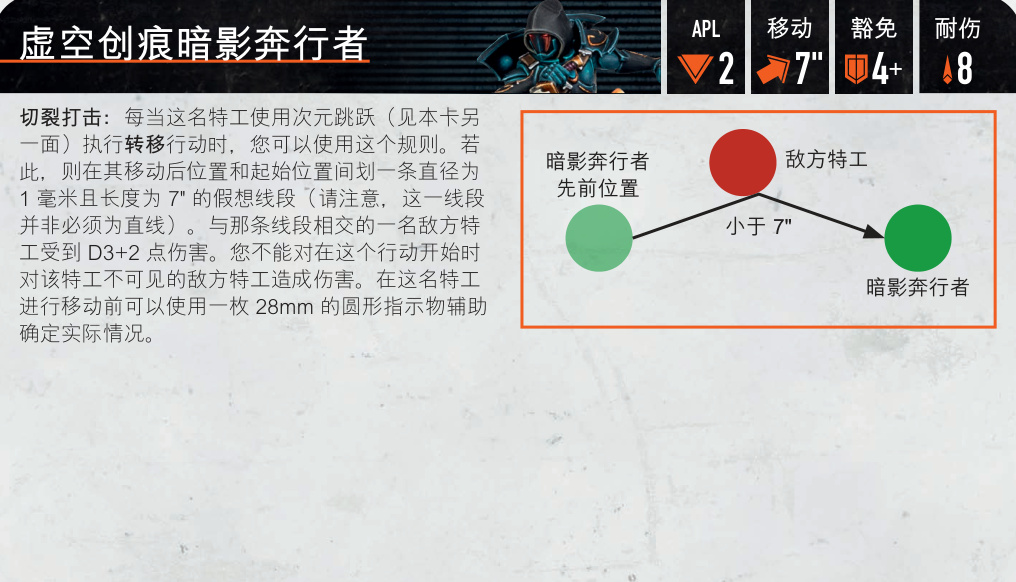 虚空创痕暗影奔行者
APL
2
移动
7"
豁免
4+
耐伤
8
切裂打击：每当这名特工使用次元跳跃（见本卡另
一面）执行转移行动时，您可以使用这个规则。若
此，则在其移动后位置和起始位置间划一条直径为
1 毫米且长度为 7" 的假想线段（请注意，这一线段
并非必须为直线）。与那条线段相交的一名敌方特
工受到 D3+2 点伤害。您不能对在这个行动开始时
对该特工不可见的敌方特工造成伤害。在这名特工
进行移动前可以使用一枚 28mm 的圆形指示物辅助
确定实际情况。
暗影奔行者
先前位置
敌方特工
小于 7"
暗影奔行者